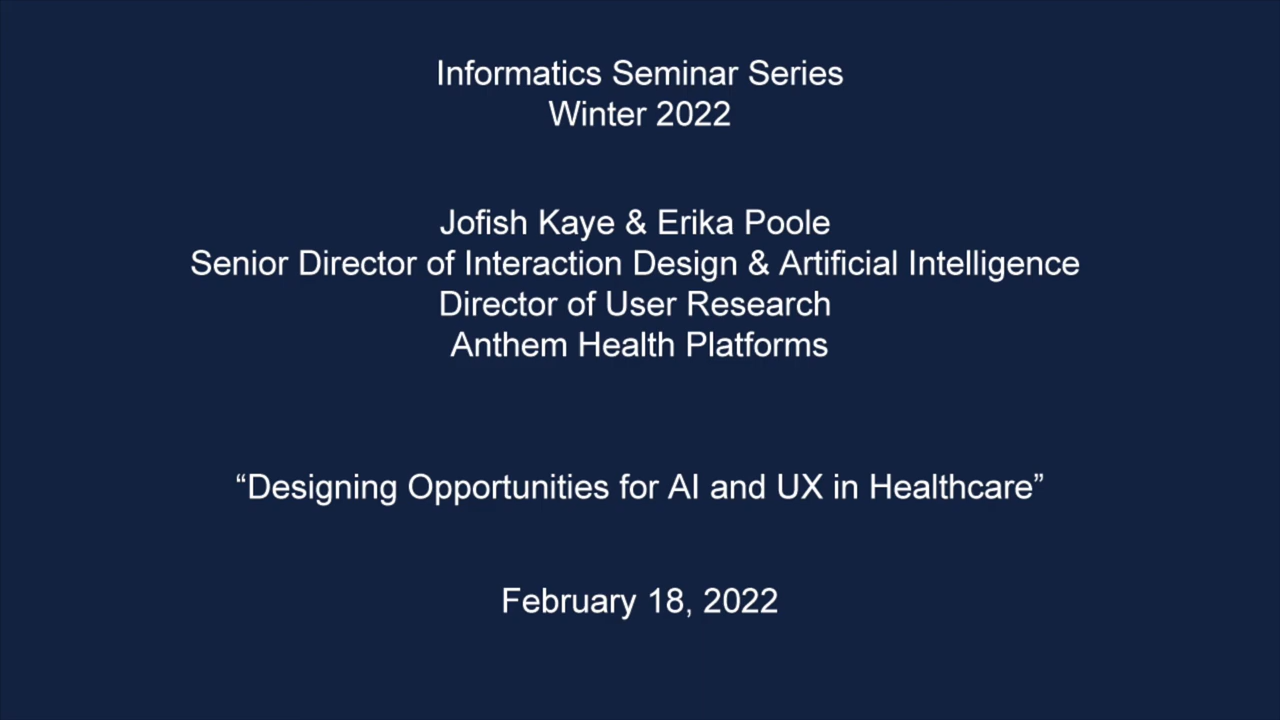 Informatics Seminar Series
Winter 2022
Jofish Kaye & Erika Poole
Senior Director of Interaction Design & Artificial Intelligence
Director of User Research
Anthem Health Platforms
“Designing Opportunities for AI and UX in Healthcare”
February 18, 2022